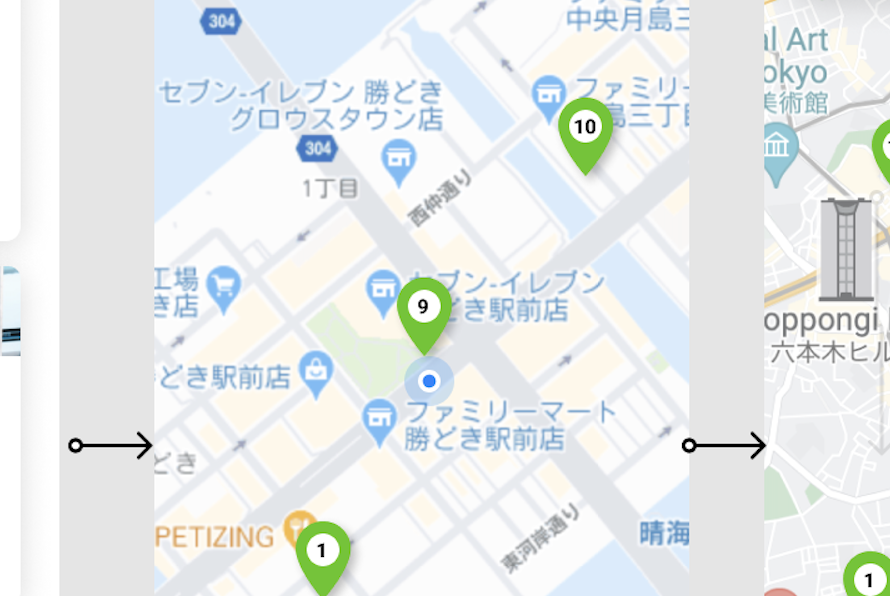 304
中央月島三
セブン-イレブン 勝どき
グロウスタウン店
ファミリー
島三丁目
10
304
1丁目
西仲通り
al Art
okyo
美術館
工場
き店
セブン-イレブン
どき駅前店
9
どき駅前店
ファミリーマート
勝どき駅前店
どき
PETIZING
1
東河岸通り
晴海
oppongi
六本木ヒル
1